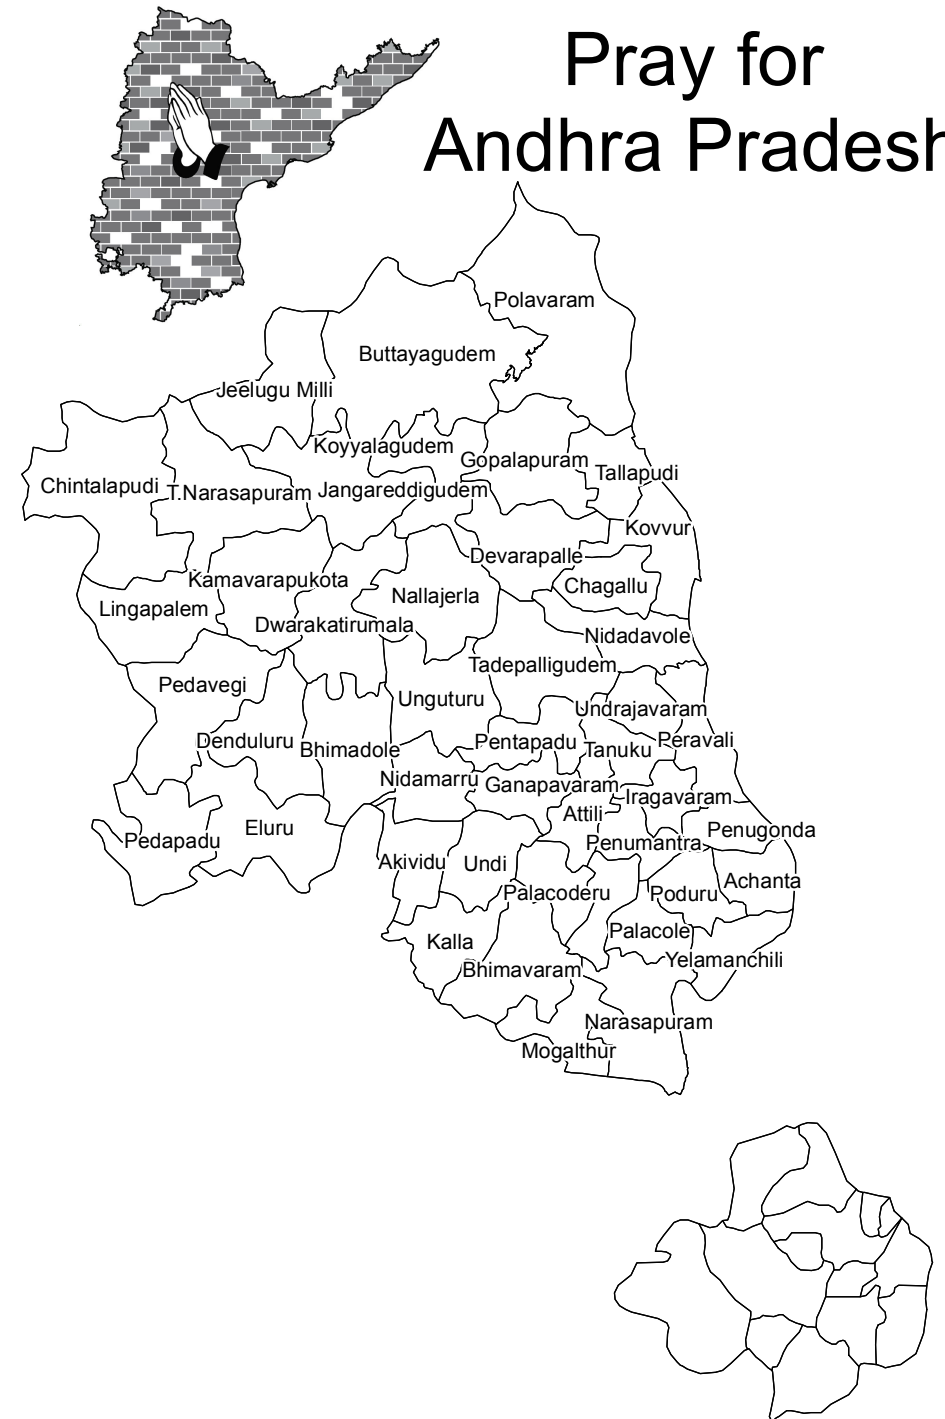 Pray for
Andhra Pradesh
Polavaram
Buttayagudem
Jeelugu Milli
Koyyalagudem
Gopalapuram
Tallapudi
Chintalapudi
T.Narasapuram
Jangareddigudem
Kovvur
Devarapalle
Kamavarapukota
Chagallu
Nallajerla
Lingapalem
Dwarakatirumala
Nidadavole
Tadepalligudem
Pedavegi
Unguturu
Undrajavaram
Denduluru
Bhimadole
Pentapadu
Tanuku
Peravali
Nidamarru
Ganapavaram
Iragavaram
Attili
Eluru
Penugonda
Pedapadu
Penumantra
Akividu
Undi
Achanta
Palacoderu
Poduru
Palacole
Kalla
Yelamanchili
Bhimavaram
Narasapuram
Mogalthur